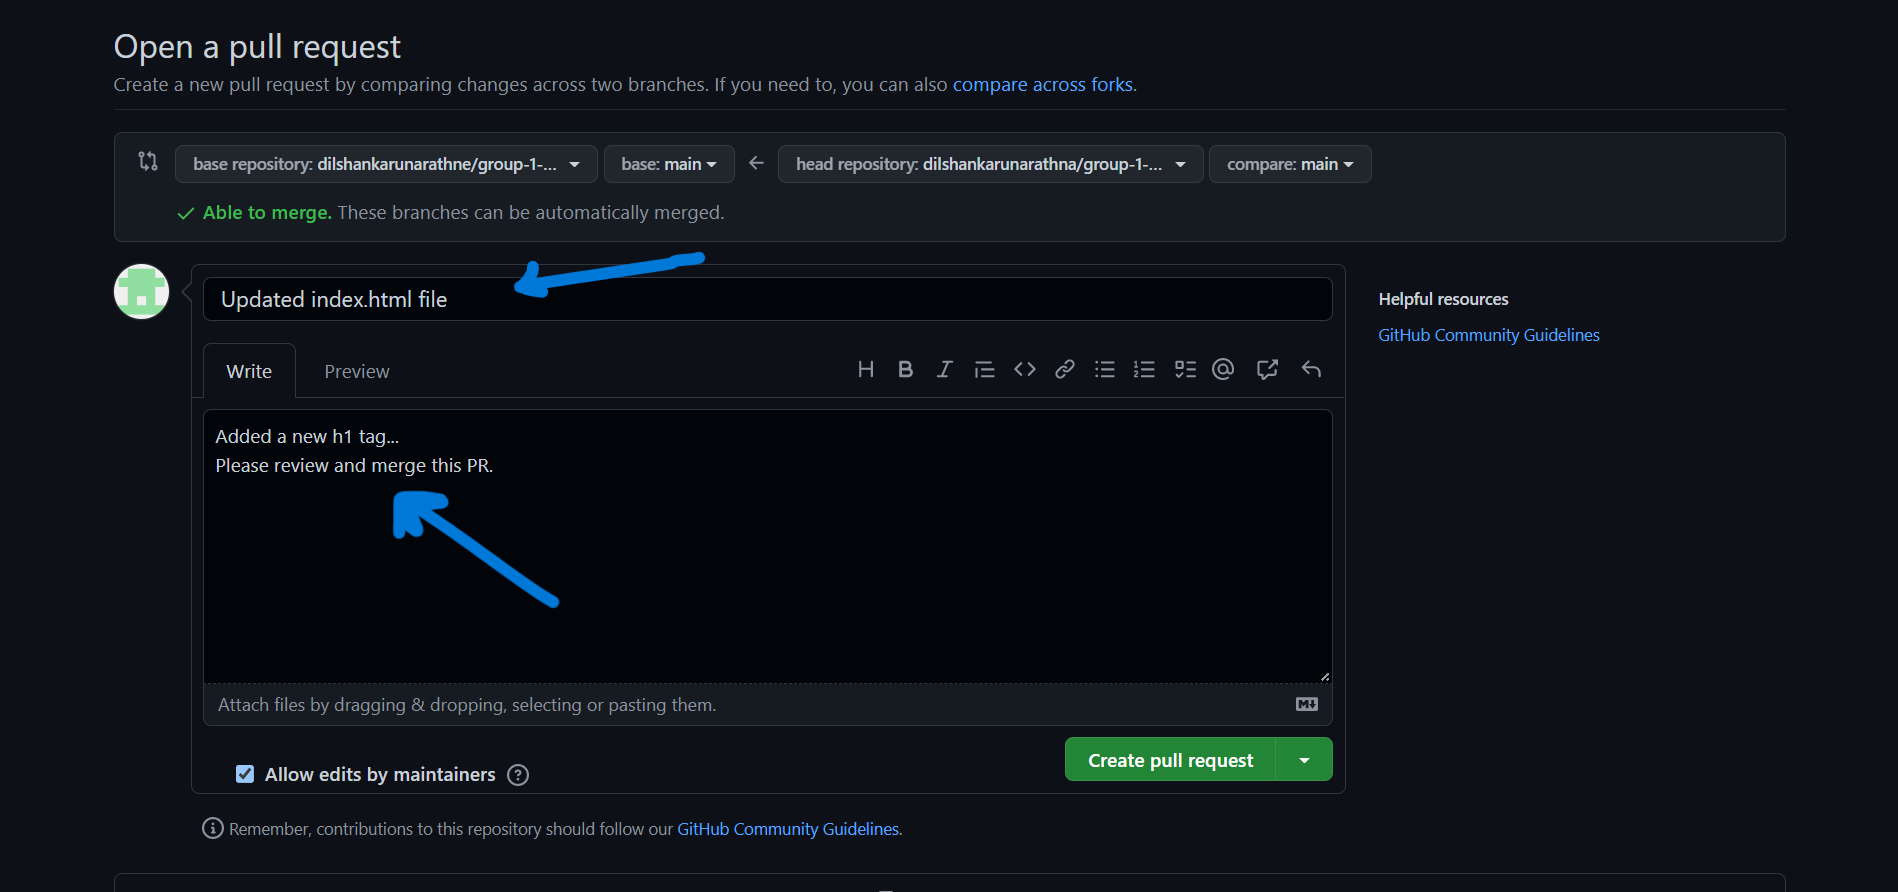 Open a pull request
Create a new pull request by comparing changes across two branches. If you need to, you can also compare across forks.
base repository: dilshankarunarathne/group-1-... base: main head repository: dilshankarunarathna/group-1-... compare: main
Able to merge. These branches can be automatically merged.
Updated index.html file
Helpful resources
GitHub Community Guidelines
Write Preview
Added a new h1 tag...
Please review and merge this PR.
Attach files by dragging & dropping, selecting or pasting them.
Create pull request
Allow edits by maintainers
Remember, contributions to this repository should follow our GitHub Community Guidelines.